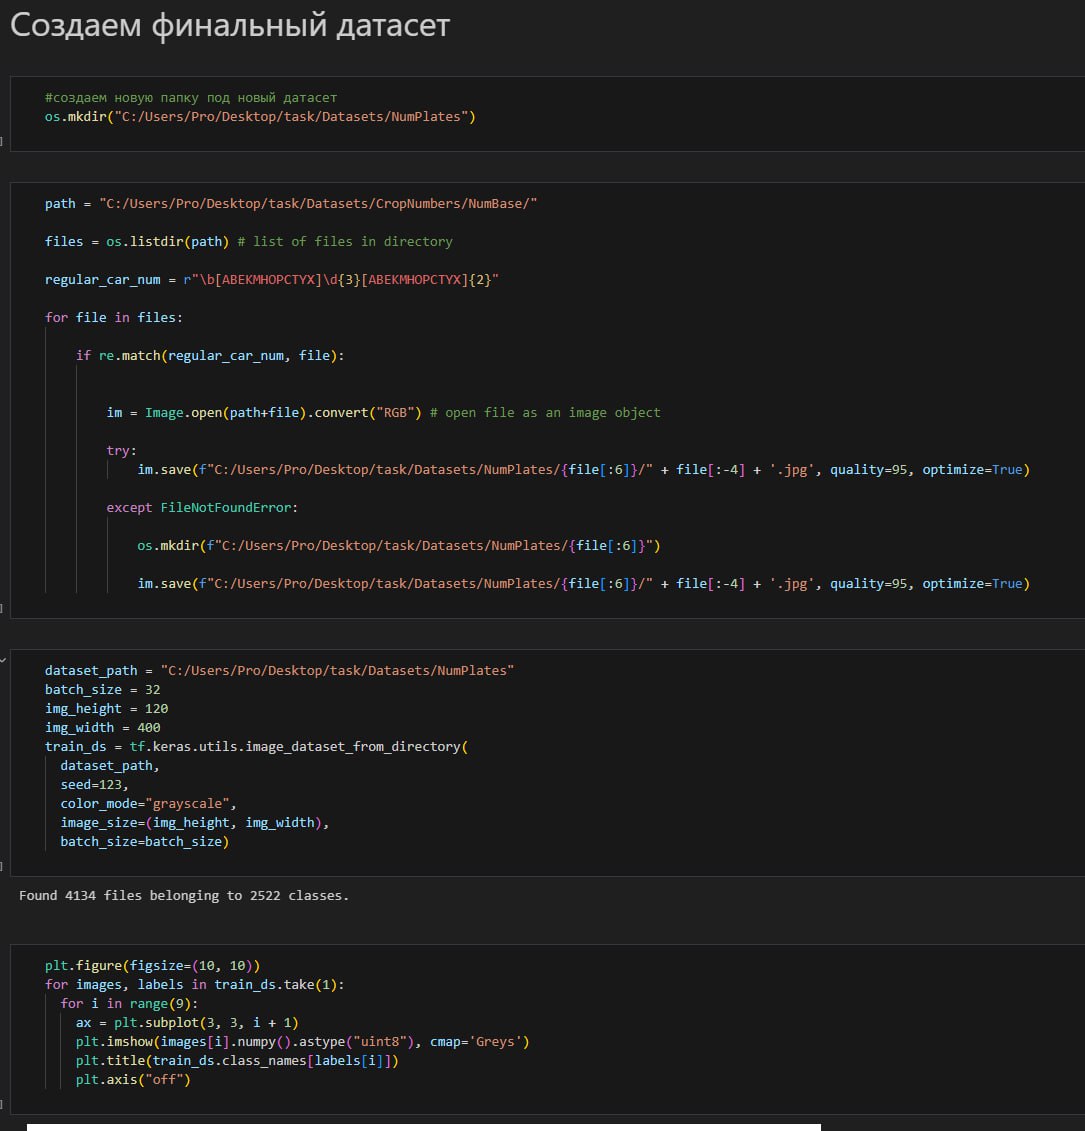 Создаем финальный датасет
#создаем новую папку под новый датасет
os.mkdir("C:/Users/Pro/Desktop/task/Datasets/NumPlates")
path = "C:/Users/Pro/Desktop/task/Datasets/CropNumbers/NumBase/"
files = os.listdir(path) # list of files in directory
regular_car_num = r"\b[ABEKMHOPCTYX]\d{3}[ABEKMHOPCTYX]{2}"
for file in files:
if re.match(regular_car_num, file):
im = Image.open(path+file).convert("RGB") # open file as an image object
try:
im.save(f"C:/Users/Pro/Desktop/task/Datasets/NumPlates/{file[:6]}/" + file[:-4] + '.jpg', quality=95, optimize=True)
except FileNotFoundError:
os.mkdir(f"C:/Users/Pro/Desktop/task/Datasets/NumPlates/{file[:6]}")
im.save(f"C:/Users/Pro/Desktop/task/Datasets/NumPlates/{file[:6]}/" + file[:-4] + '.jpg', quality=95, optimize=True)
dataset_path = "C:/Users/Pro/Desktop/task/Datasets/NumPlates"
batch_size = 32
img_height = 120
img_width = 400
train_ds = tf.keras.utils.image_dataset_from_directory(
dataset_path,
seed=123,
color_mode="grayscale",
image_size=(img_height, img_width),
batch_size=batch_size)
Found 4134 files belonging to 2522 classes.
plt.figure(figsize=(10, 10))
for images, labels in train_ds.take(1):
for i in range(9):
ax = plt.subplot(3, 3, i + 1)
plt.imshow(images[i].numpy().astype("uint8"), cmap='Greys')
plt.title(train_ds.class_names[labels[i]])
plt.axis("off")